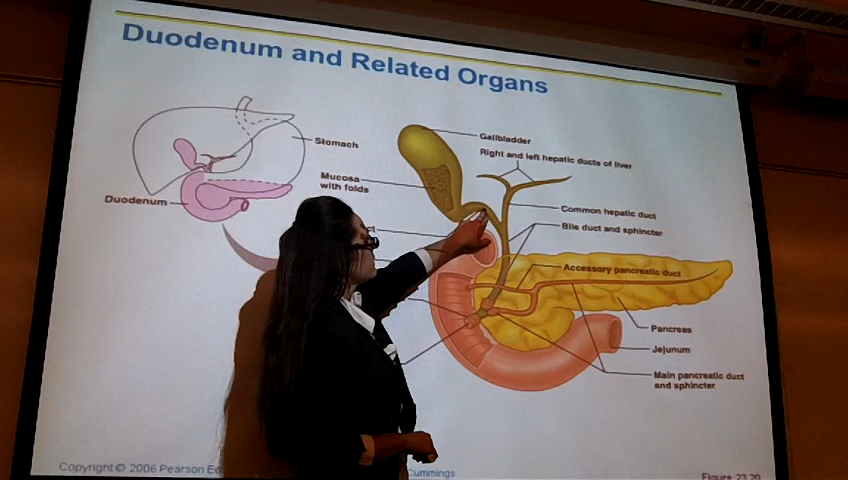 Duodenum and Related Organs
Stomach
Duodenum
Gallbladder
Right and left hepatic ducts of liver
Mucosa
with folds
Common hepatic duct
Bile duct and sphincter
Accessory pancreatic duct
Pancreas
Jejunum
Main pancreatic duct
and sphincter
Copyright © 2006 Pearson Ed
Cummings
Figure 23.20